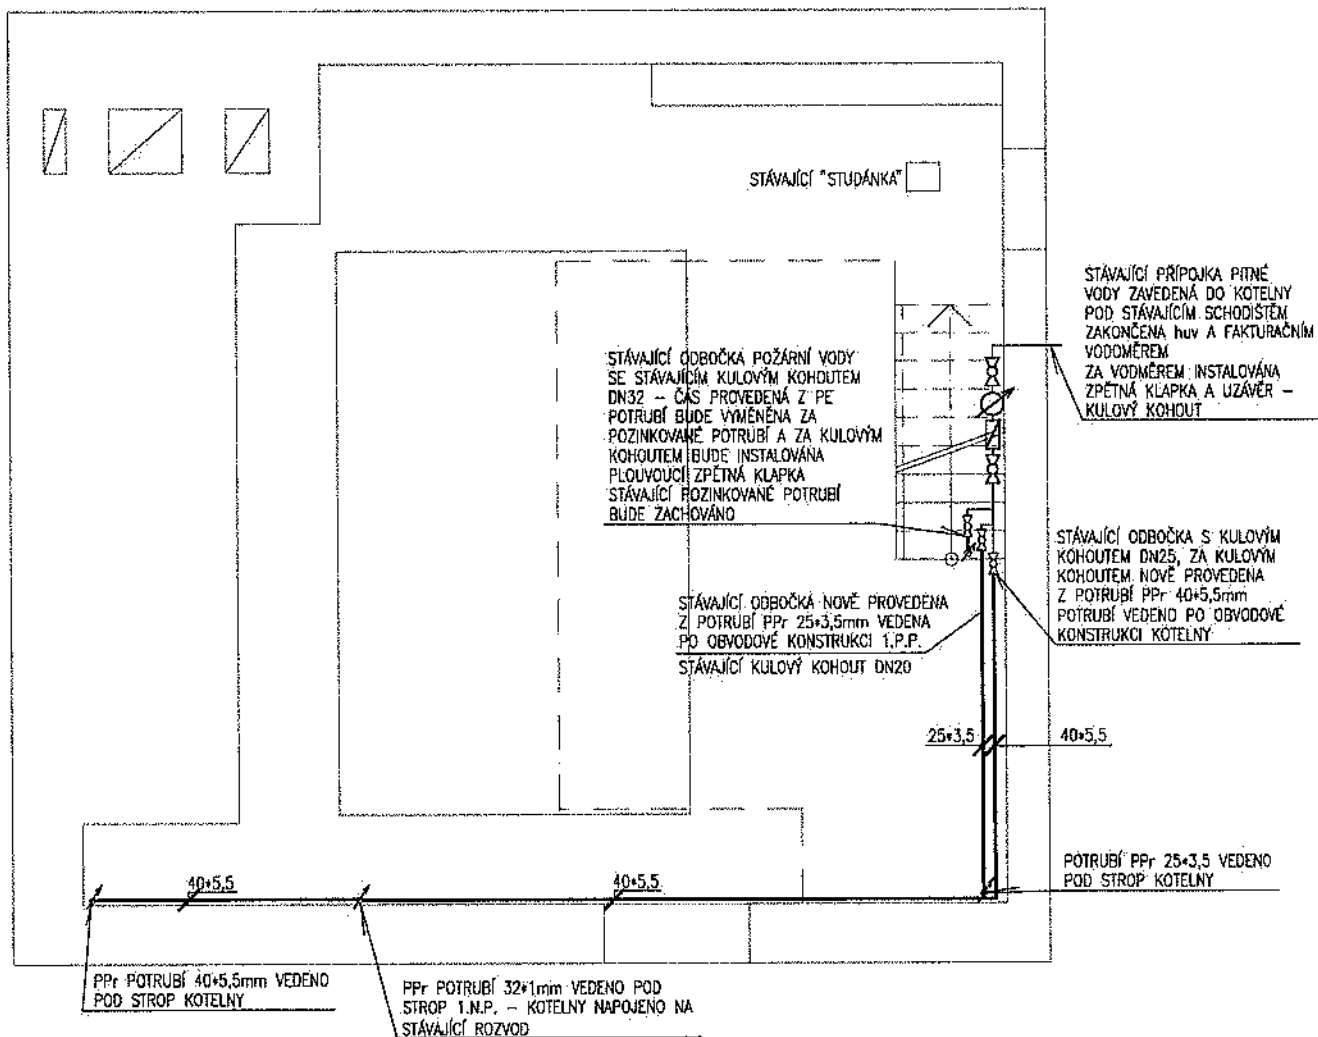 STÁVAJÍCÍ "STUDÁNKA"
STÁVAJÍCÍ PŘÍPOJKA PITNÉ
VODY ZAVEDENÁ DO KOTELNY
POD STÁVAJÍCÍM SCHODIŠTĚM
ZAKONČENA huv A FAKTURAČNÍM
VODOMĚREM
ZA VODMĚREM INSTALOVÁNA
ZPĚTNÁ KLAPKA A UZÁVĚR –
KULOVÝ KOHOUT
STÁVAJÍCÍ ODBOČKA POŽÁRNÍ VODY
SE STÁVAJÍCÍM KULOVÝM KOHOUTEM
DN32 – ČÁS PROVEDENÁ Z PE
POTRUBÍ BUDE VYMĚNĚNA ZA
POZINKOVANÉ POTRUBÍ A ZA KULOVÝM
KOHOUTEM BUDE INSTALOVÁNA
PLOUVOUCÍ ZPĚTNÁ KLAPKA
STÁVAJÍCÍ POZINKOVANÉ POTRUBÍ
BUDE ZACHOVÁNO
STÁVAJÍCÍ ODBOČKA S KULOVÝM
KOHOUTEM DN25, ZA KULOVÝM
KOHOUTEM NOVĚ PROVEDENA
Z POTRUBÍ PPr 40*5,5mm
POTRUBÍ VEDENO PO OBVODOVÉ
KONSTRUKCI KOTELNY
STÁVAJÍCÍ ODBOČKA NOVĚ PROVEDENA
Z POTRUBÍ PPr 25*3,5mm VEDENA
PO OBVODOVÉ KONSTRUKCI 1.P.P.
STÁVAJÍCÍ KULOVÝ KOHOUT DN20
25*3,5
40*5,5
POTRUBÍ PPr 25*3,5 VEDENO
POD STROP KOTELNY
40*5,5
40*5,5
PPr POTRUBÍ 40*5,5mm VEDENO
POD STROP KOTELNY
PPr POTRUBÍ 32*1mm VEDENO POD
STROP 1.N.P. – KOTELNY NAPOJENO NA
STÁVAJÍCÍ ROZVOD